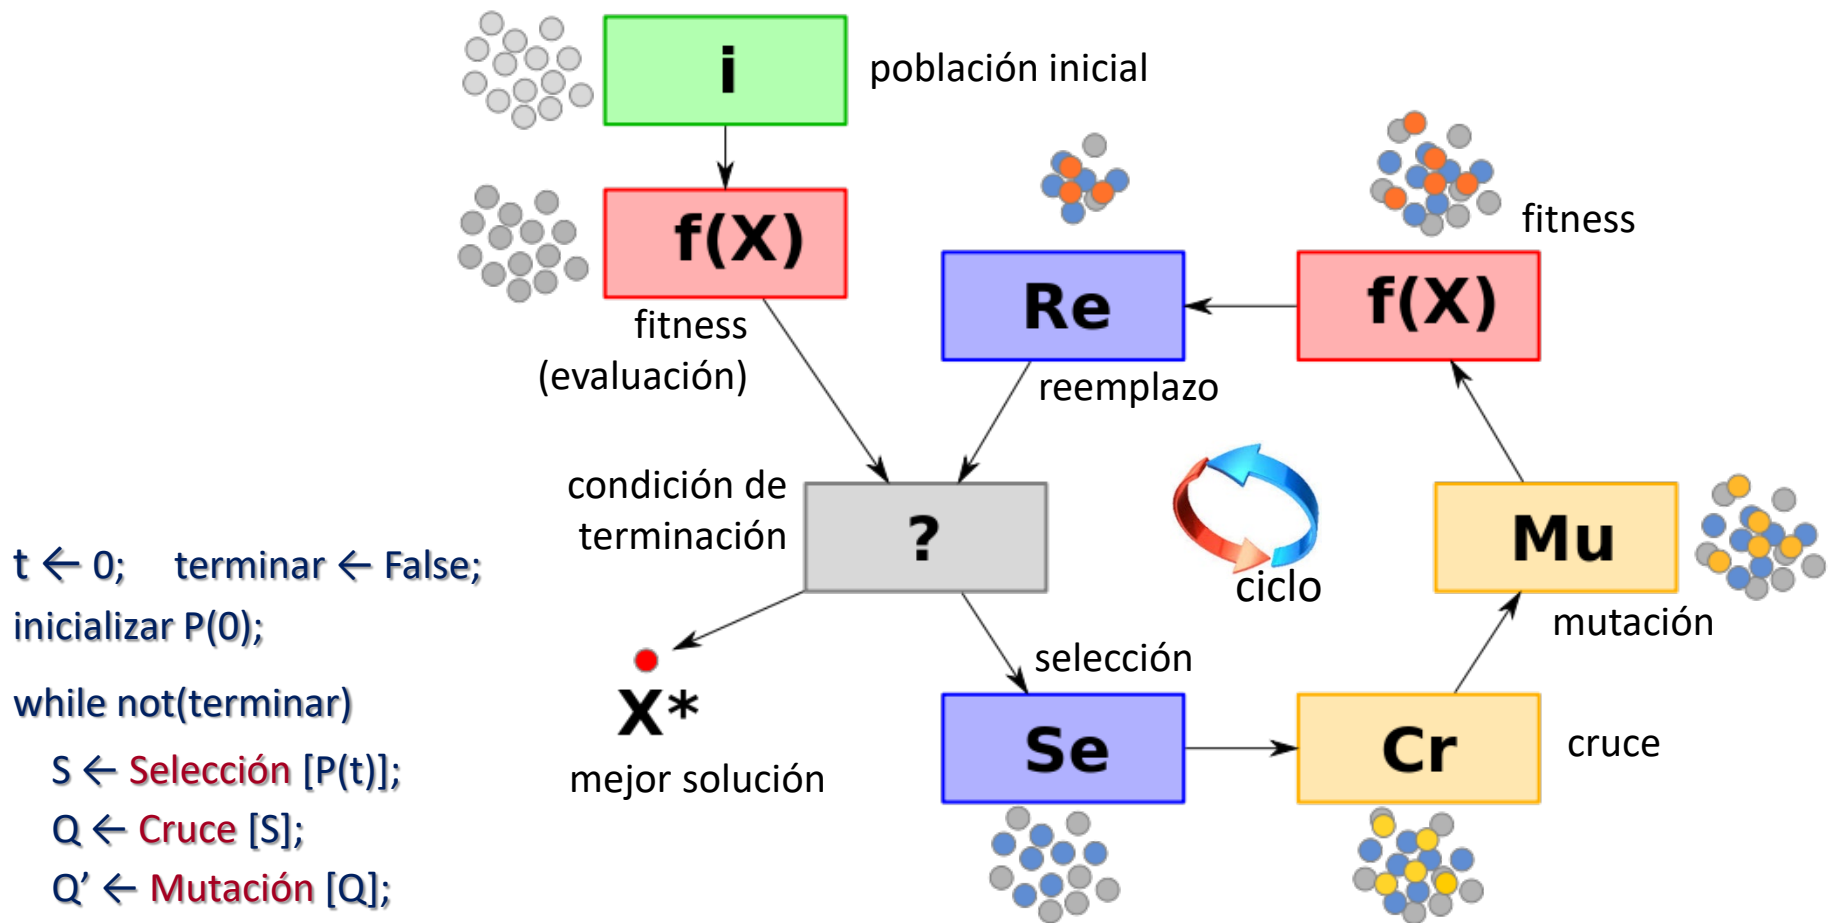 i
población inicial
f(X)
fitness
(evaluación)
Re
reemplazo
f(X)
fitness
condición de
terminación
?
ciclo
Mu
mutación
X*
mejor solución
selección
Se
Cr
cruce
t ← 0; terminar ← False;
inicializar P(0);
while not(terminar)
S ← Selección [P(t)];
Q ← Cruce [S];
Q’ ← Mutación [Q];